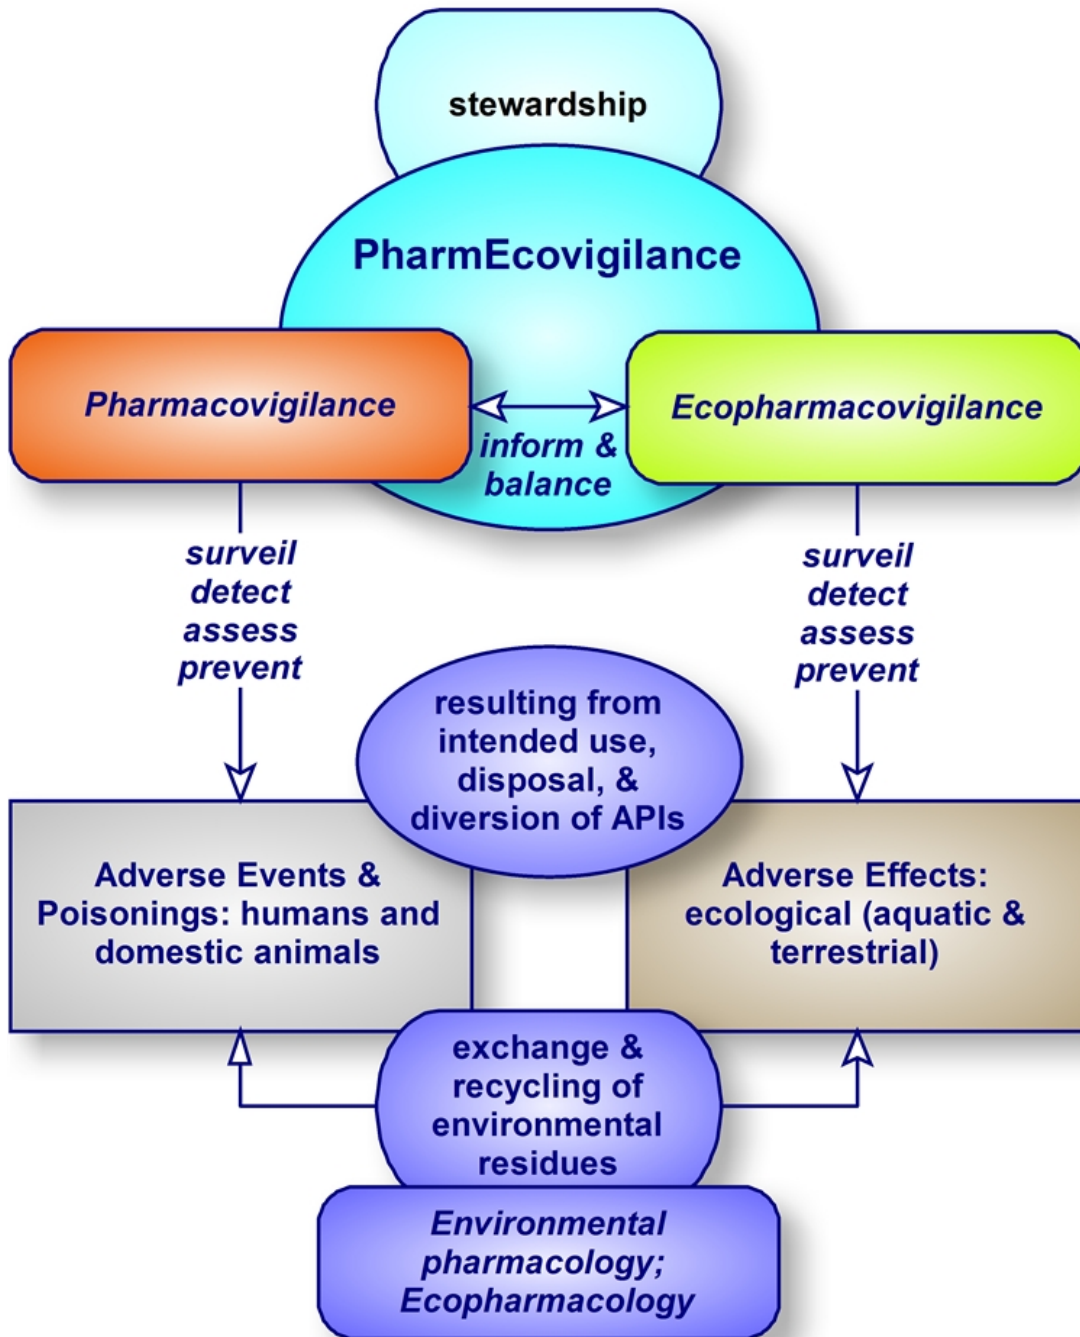 stewardship
PharmEcovigilance
Pharmacovigilance
Ecopharmacovigilance
inform &
balance
surveil
detect
assess
prevent
surveil
detect
assess
prevent
resulting from
intended use,
disposal, &
diversion of APIs
Adverse Events &
Poisonings: humans and
domestic animals
Adverse Effects:
ecological (aquatic &
terrestrial)
exchange &
recycling of
environmental
residues
Environmental
pharmacology;
Ecopharmacology